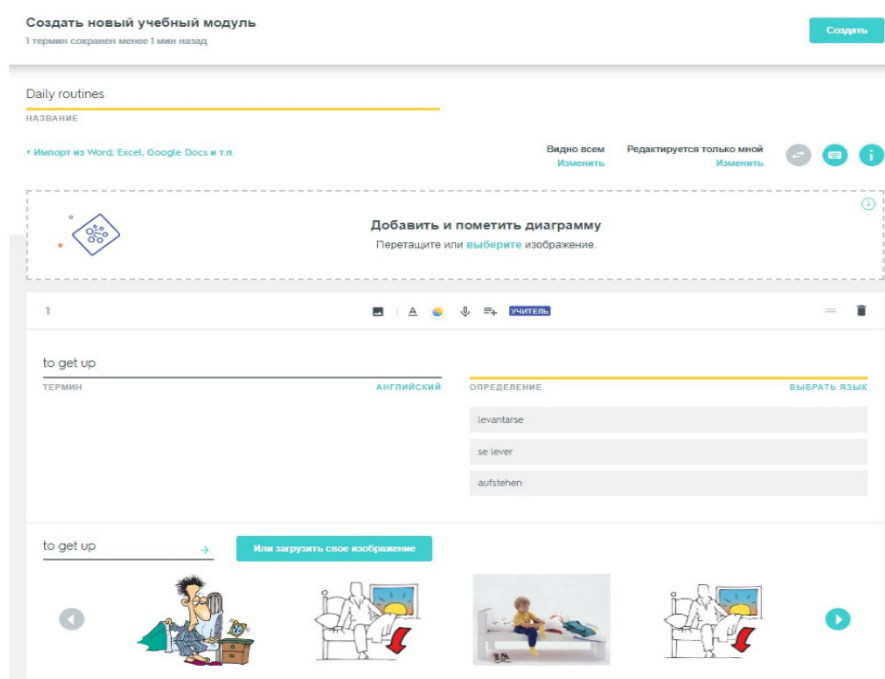 Создать новый учебный модуль
1 термин сохранен менее 1 мин назад
Создать
Daily routines
НАЗВАНИЕ
+ Импорт из Word, Excel, Google Docs и т.п.
Видно всем
Изменить
Редактируется только мной
Изменить
Добавить и пометить диаграмму
Перетащите или выберите изображение.
1
УЧИТЕЛЬ
to get up
ТЕРМИН
АНГЛИЙСКИЙ
ОПРЕДЕЛЕНИЕ
ВЫБРАТЬ ЯЗЫК
levantarse
se lever
aufstehen
to get up
Или загрузить свое изображение